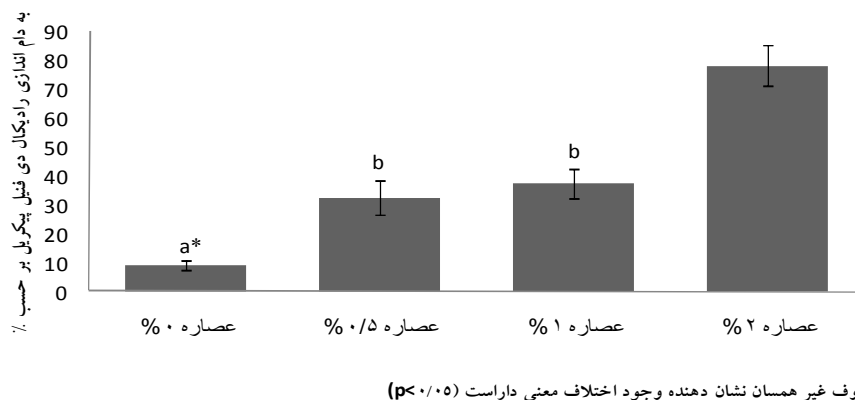 به دام اندازی رادیکال دی فنیل پیکریل بر حسب %
90
80
70
60
50
40
30
20
10
0
a*
b
b
عصاره ۰ %
عصاره ۰/۵ %
عصاره ۱ %
عصاره ۲ %
غیر همسان نشان دهنده وجود اختلاف معنی داراست (p<۰/۰۵)